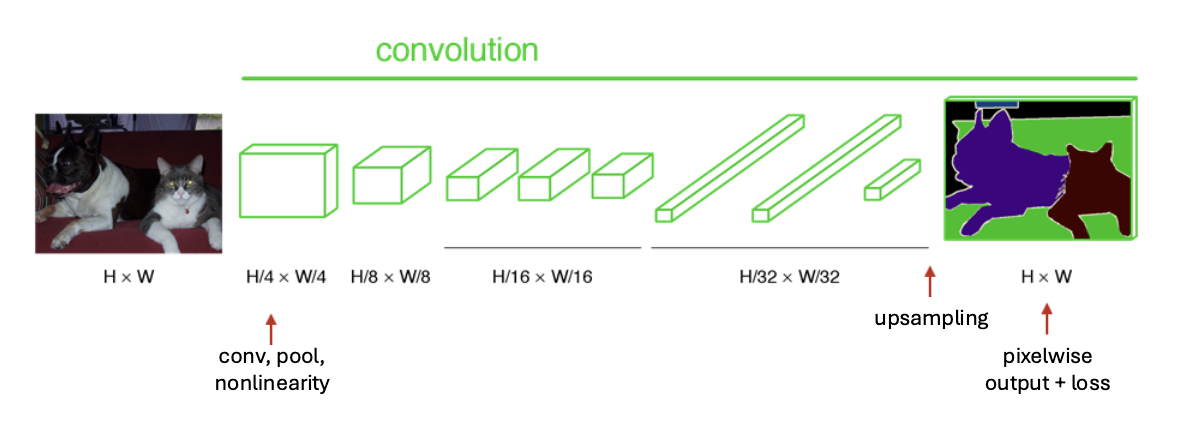 convolution
H × W
H/4 × W/4
H/8 × W/8
H/16 × W/16
H/32 × W/32
H × W
upsampling
conv, pool,
nonlinearity
pixelwise
output + loss